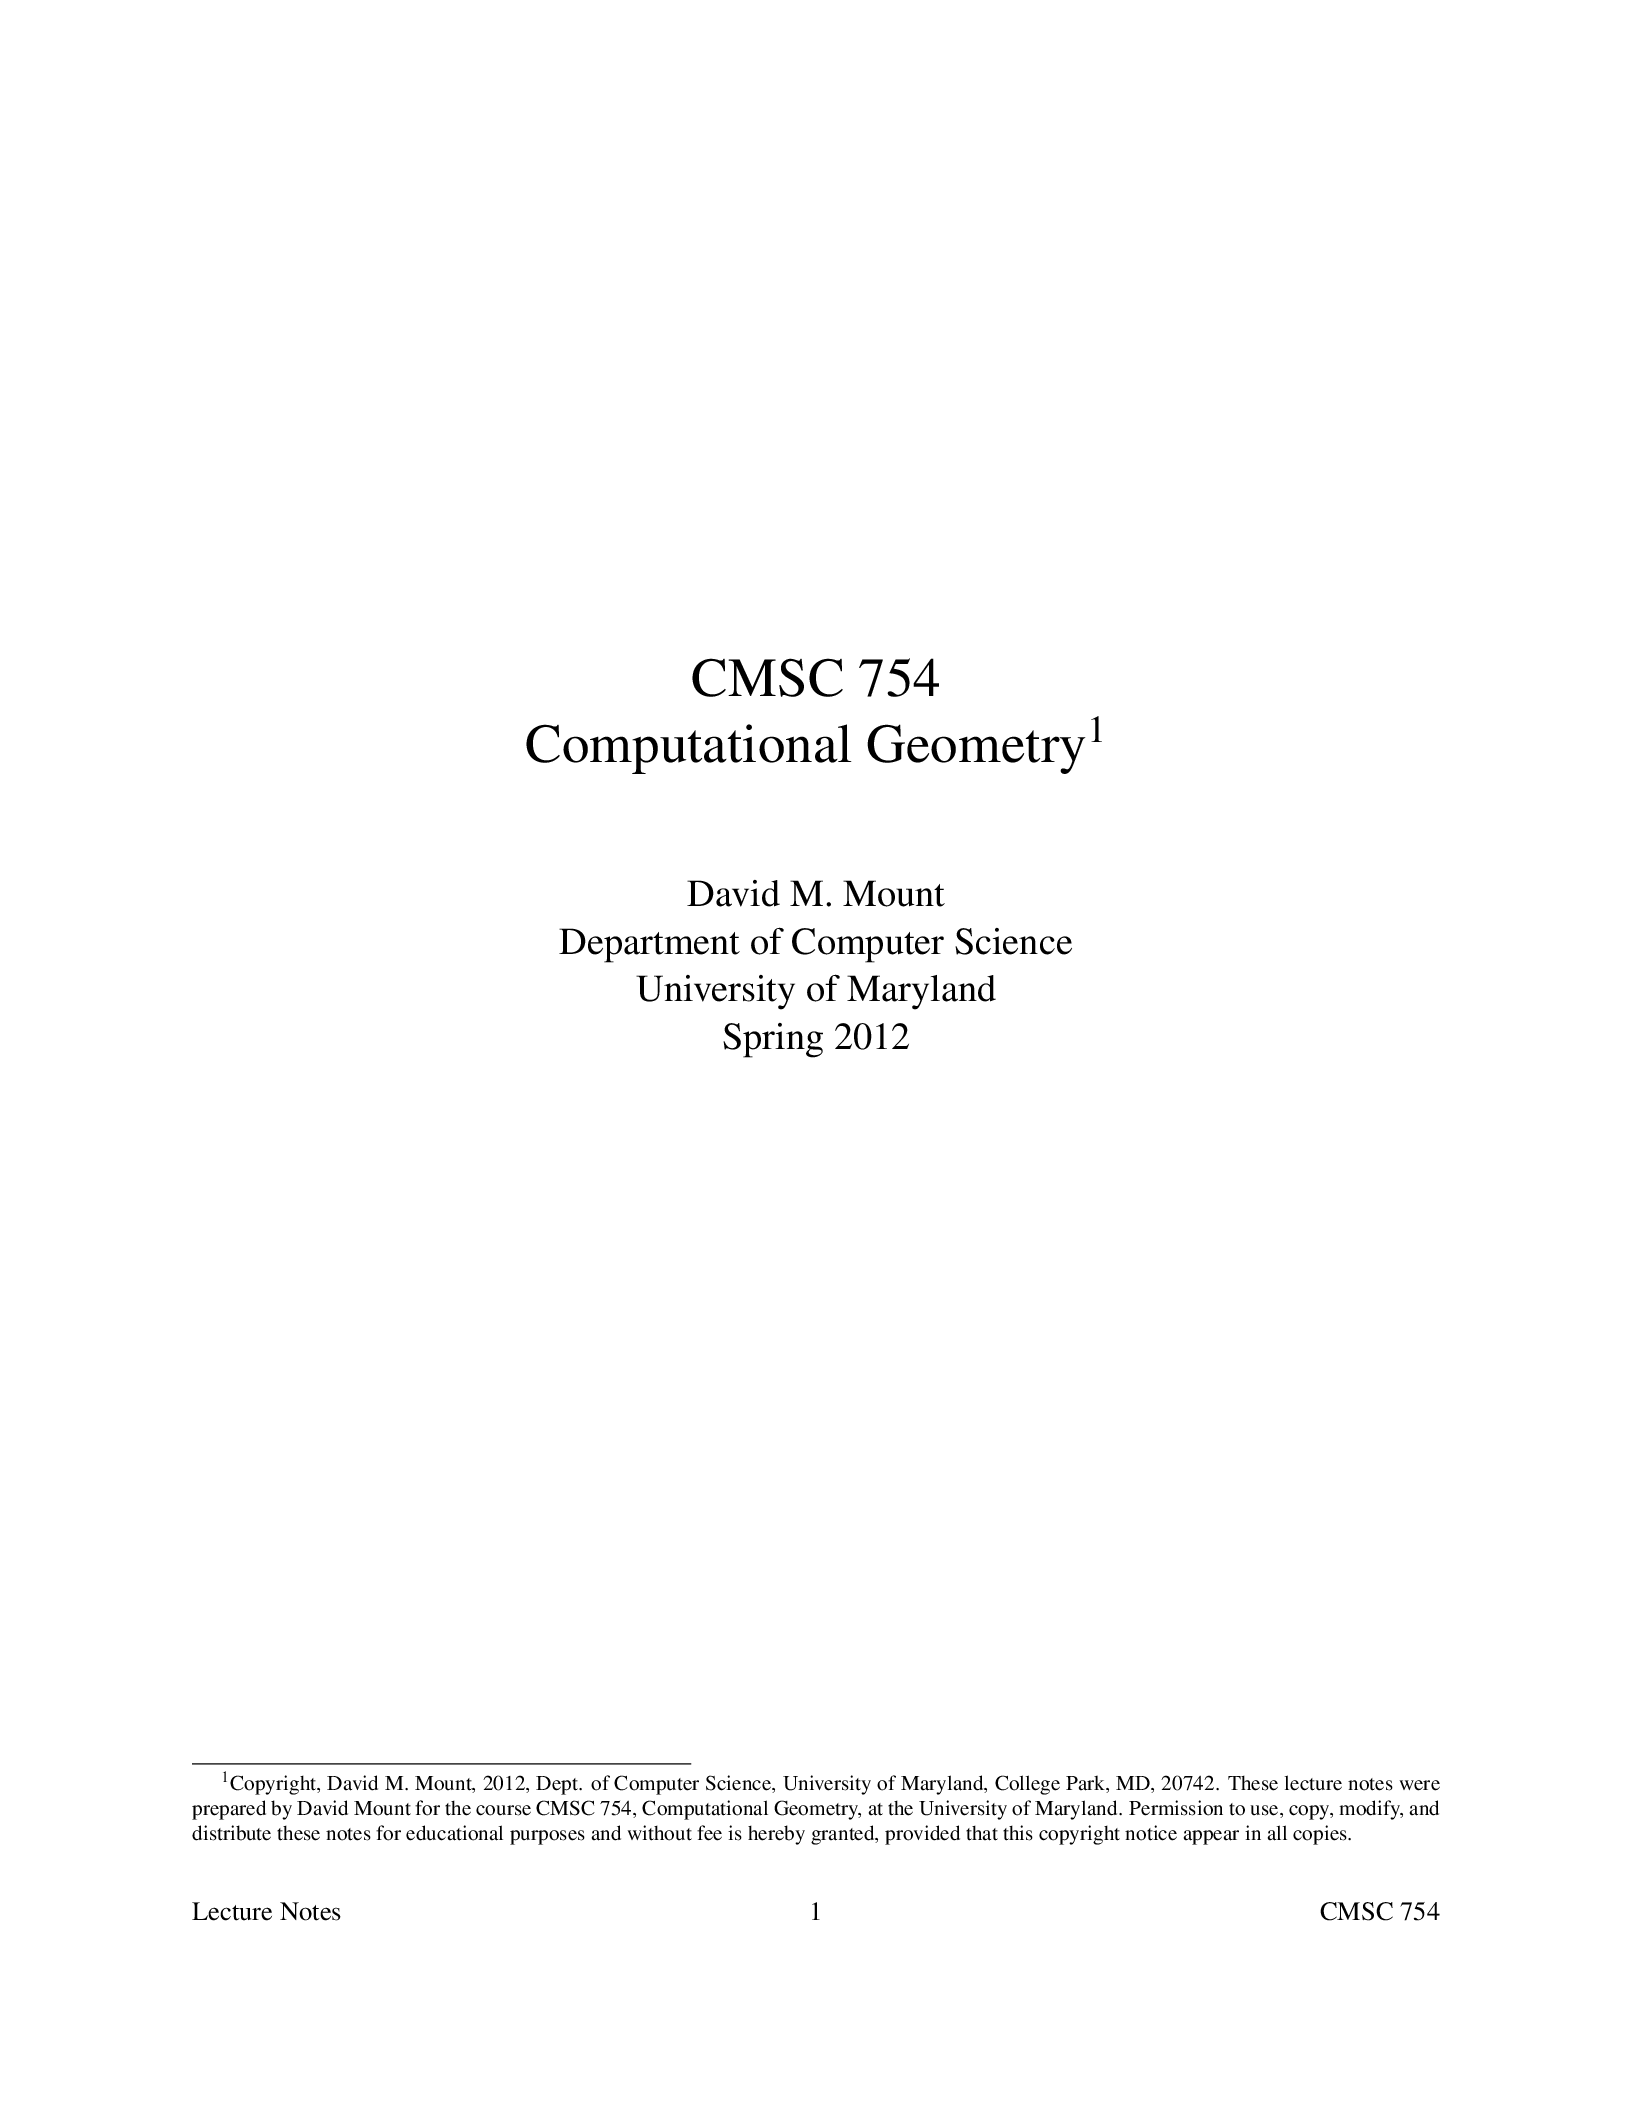 CMSC 754
Computational Geometry¹
David M. Mount
Department of Computer Science
University of Maryland
Spring 2012
¹Copyright, David M. Mount, 2012, Dept. of Computer Science, University of Maryland, College Park, MD, 20742. These lecture notes were
prepared by David Mount for the course CMSC 754, Computational Geometry, at the University of Maryland. Permission to use, copy, modify, and
distribute these notes for educational purposes and without fee is hereby granted, provided that this copyright notice appear in all copies.
Lecture Notes 1 CMSC 754